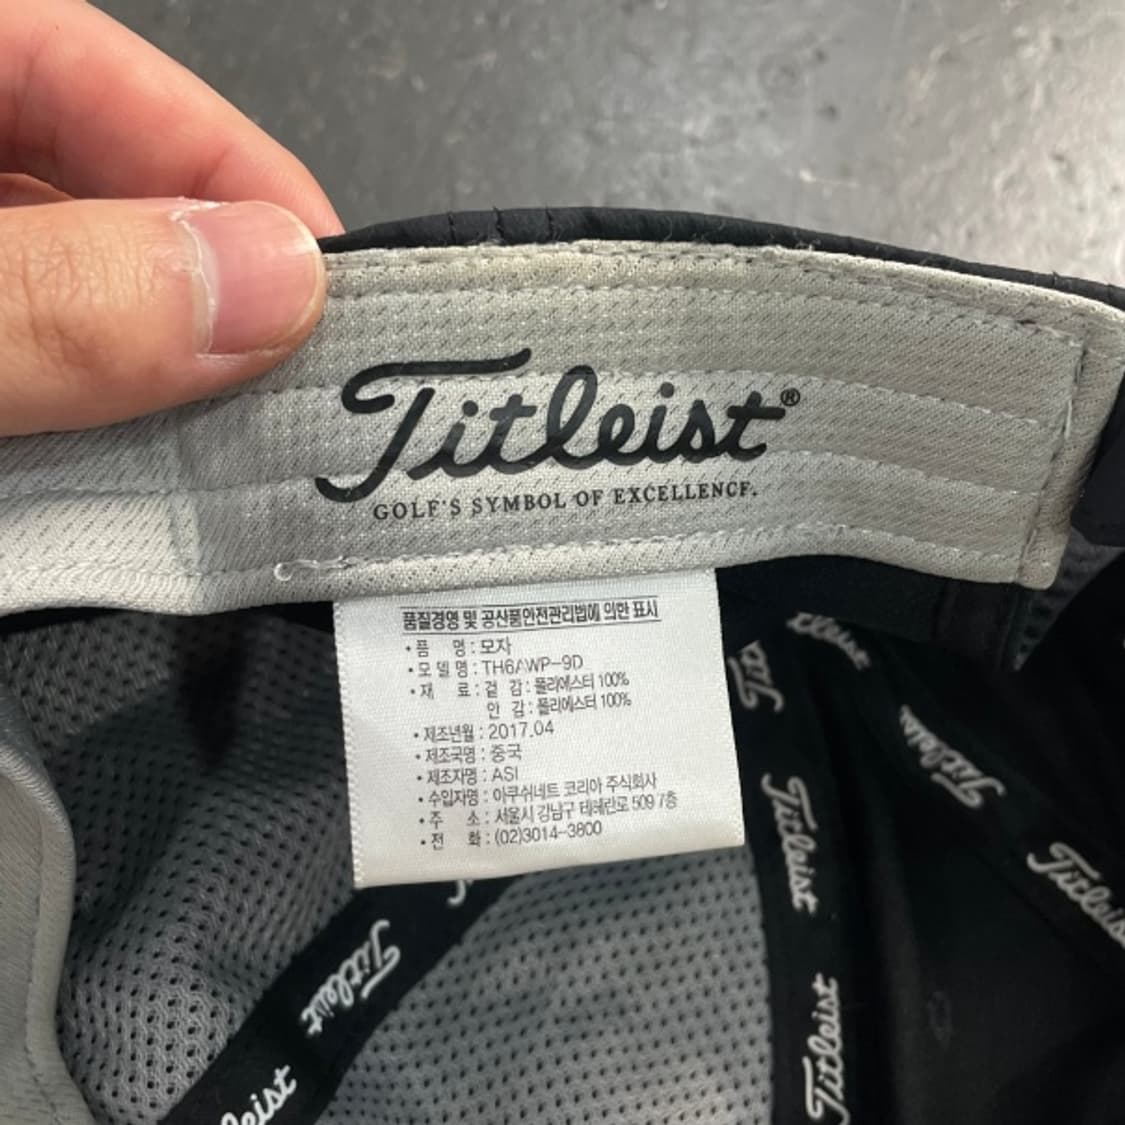 Titleist®
GOLF'S SYMBOL OF EXCELLENCE.
품질경영 및 공산품안전관리법에 의한 표시
• 품 명 : 모자
• 모 델 명 : TH6AWP-9D
• 재 료 : 겉 감 : 폴리에스터 100%
안 감 : 폴리에스터 100%
• 제조년월 : 2017.04
• 제조국명 : 중국
• 제조자명 : ASI
• 수입자명 : 아쿠쉬네트 코리아 주식회사
• 주 소 : 서울시 강남구 테헤란로 509 7층
• 전 화 : (02)3014-3800
Titleist
Titleist
Titleist
Titleist
Titleist
Titleist